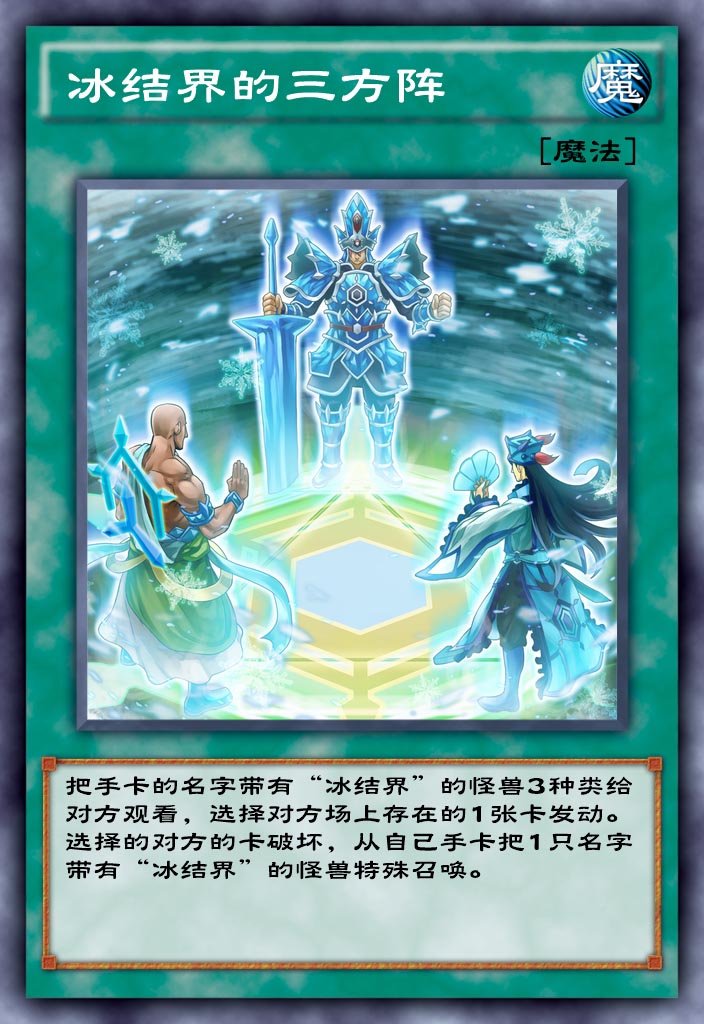 冰结界的三方阵
魔
[魔法]
把手卡的名字带有“冰结界”的怪兽3种类给
对方观看，选择对方场上存在的1张卡发动。
选择的对方的卡破坏，从自己手卡把1只名字
带有“冰结界”的怪兽特殊召唤。